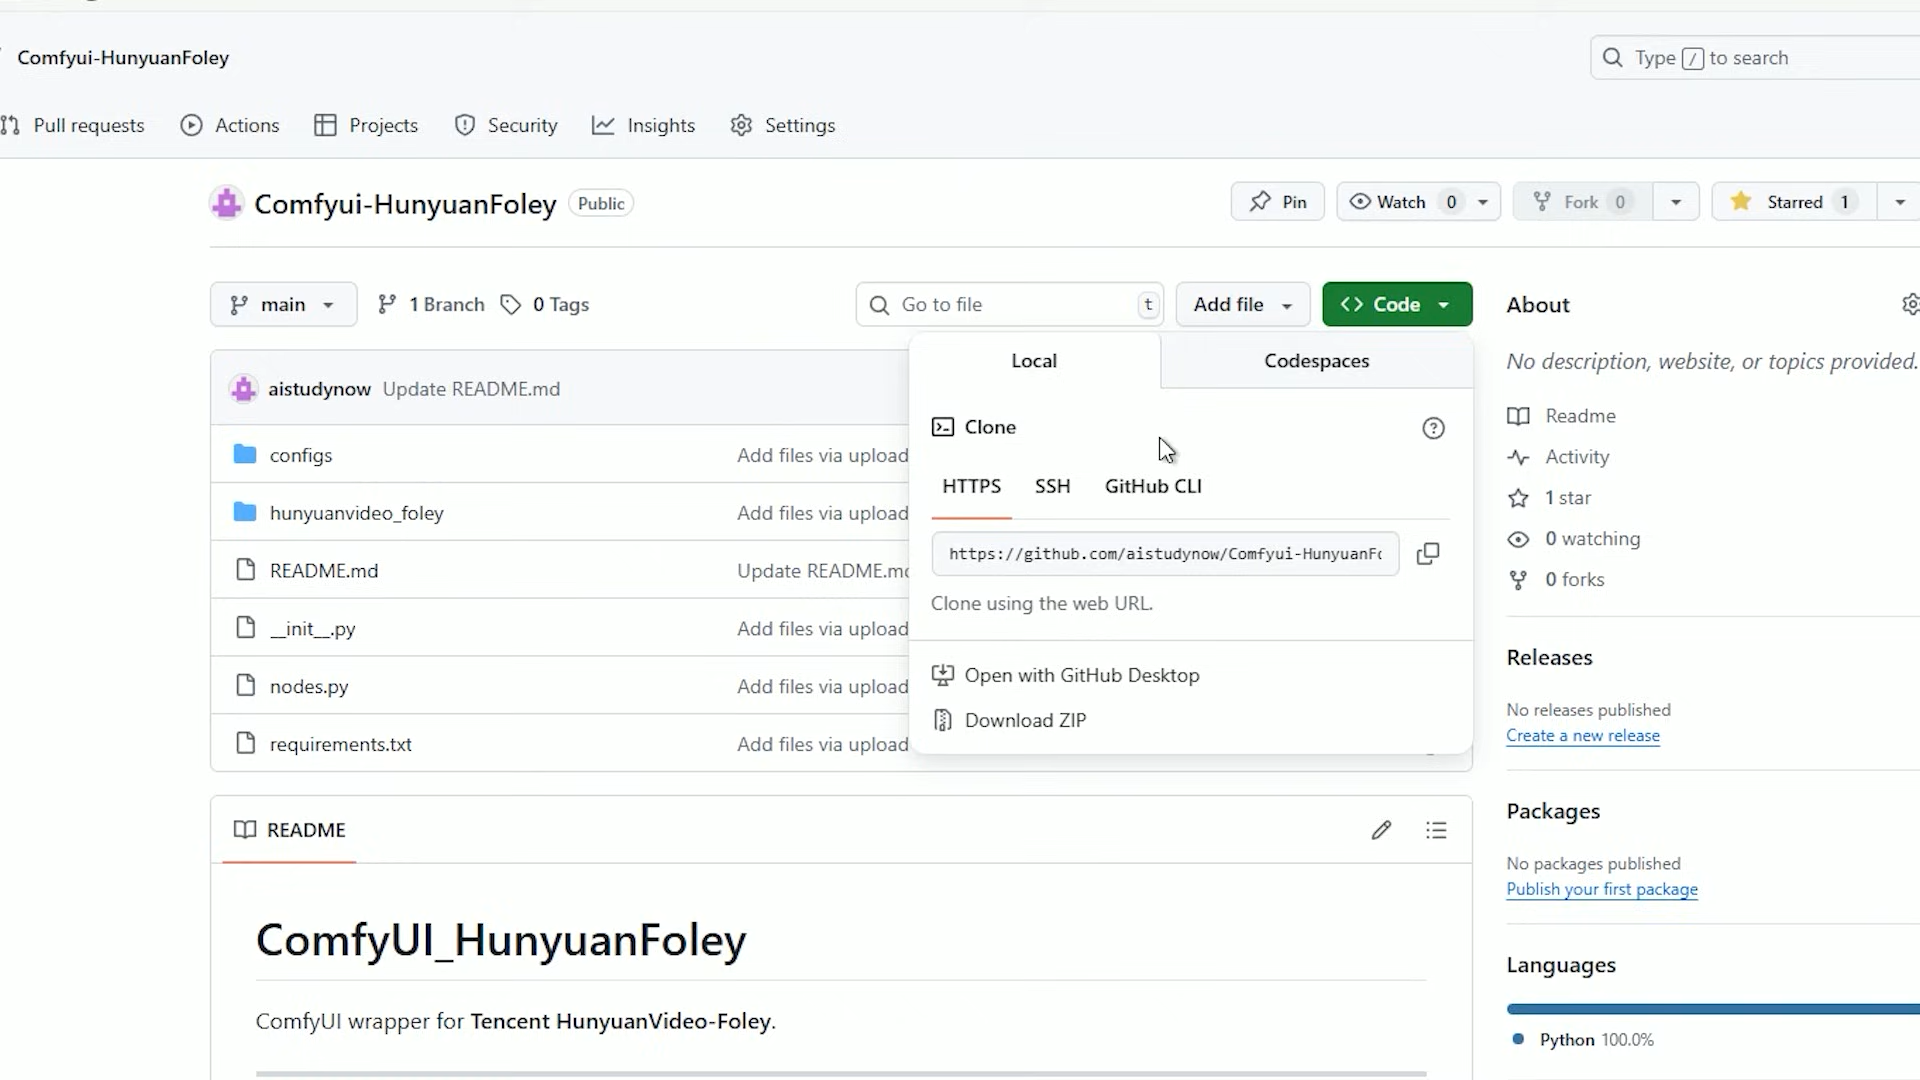 Comfyui-HunyuanFoley
Type / to search
Pull requests
Actions
Projects
Security
Insights
Settings
Comfyui-HunyuanFoley
Public
Pin
Watch 0
Fork 0
Starred 1
main
1 Branch
0 Tags
Go to file
t
Add file
Code
aistudynow Update README.md
configs
Add files via upload
hunyuanvideo_foley
Add files via upload
README.md
Update README.md
__init__.py
Add files via upload
nodes.py
Add files via upload
requirements.txt
Add files via upload
Local
Codespaces
Clone
HTTPS
SSH
GitHub CLI
https://github.com/aistudynow/Comfyui-HunyuanFo
Clone using the web URL.
Open with GitHub Desktop
Download ZIP
About
No description, website, or topics provided.
Readme
Activity
1 star
0 watching
0 forks
Releases
No releases published
Create a new release
Packages
No packages published
Publish your first package
Languages
Python 100.0%
README
ComfyUI_HunyuanFoley
ComfyUI wrapper for Tencent HunyuanVideo-Foley.